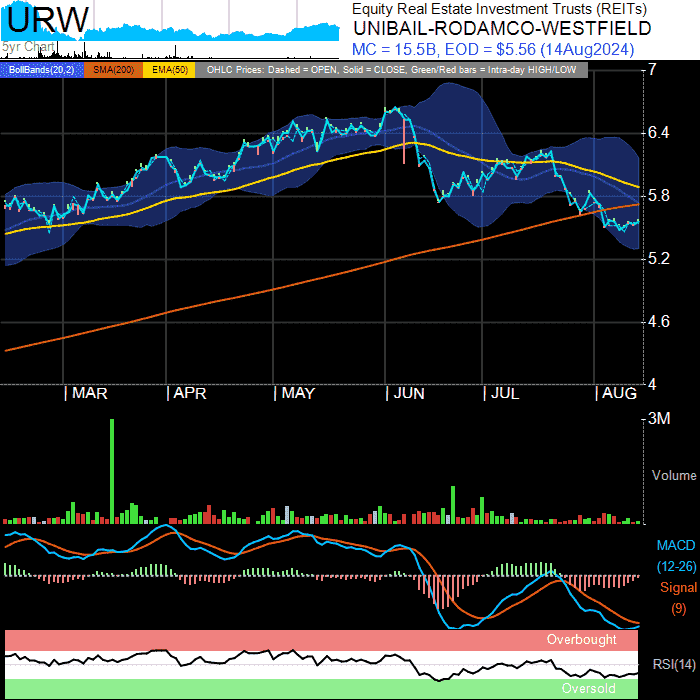 URW
5yr Chart
Equity Real Estate Investment Trusts (REITs)
UNIBAIL-RODAMCO-WESTFIELD
MC = 15.5B, EOD = $5.56 (14Aug2024)
BollBands(20,2) SMA(200) EMA(50) OHLC Prices: Dashed = OPEN, Solid = CLOSE, Green/Red bars = Intra-day HIGH/LOW
7
6.4
5.8
5.2
4.6
4
| MAR | APR | MAY | JUN | JUL | AUG
3M
Volume
MACD
(12-26)
Signal
(9)
Overbought
RSI(14)
Oversold